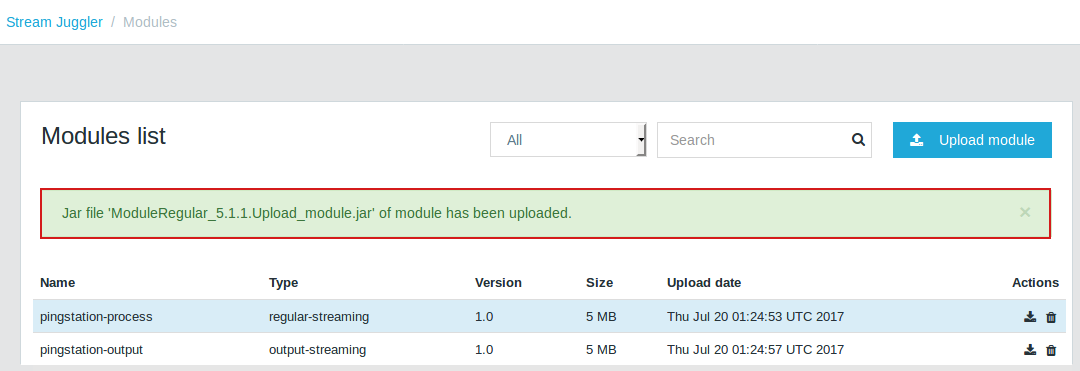 Stream Juggler / Modules
Modules list
All
Search
Upload module
Jar file 'ModuleRegular_5.1.1.Upload_module.jar' of module has been uploaded. ×
Name Type Version Size Upload date Actions
pingstation-process regular-streaming 1.0 5 MB Thu Jul 20 01:24:53 UTC 2017
pingstation-output output-streaming 1.0 5 MB Thu Jul 20 01:24:57 UTC 2017